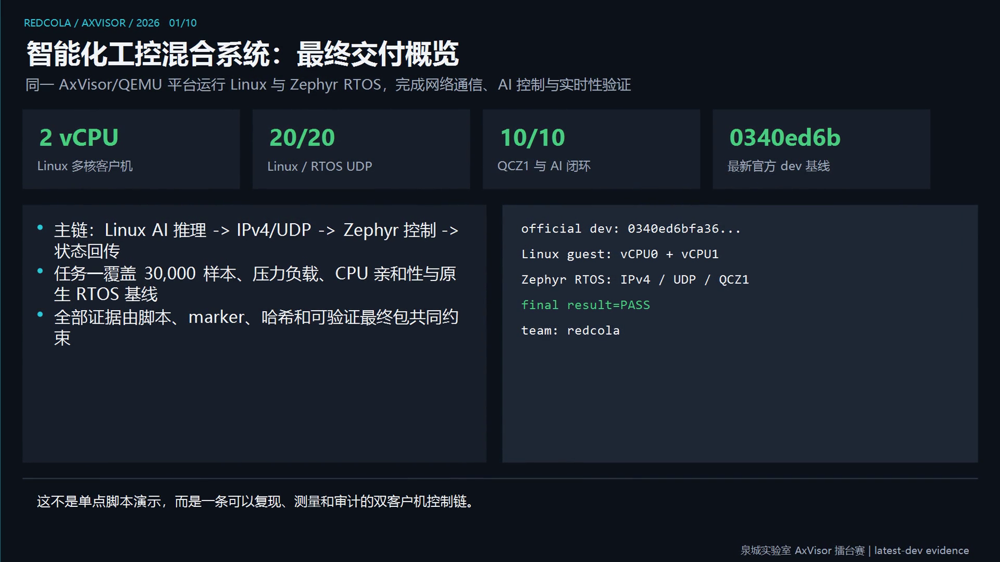 REDCOLA / AXVISOR / 2026 01/10
智能化工控混合系统：最终交付概览
同一 AxVisor/QEMU 平台运行 Linux 与 Zephyr RTOS，完成网络通信、AI 控制与实时性验证
2 vCPU
Linux 多核客户机
20/20
Linux / RTOS UDP
10/10
QCZ1 与 AI 闭环
0340ed6b
最新官方 dev 基线
• 主链：Linux AI 推理 -> IPv4/UDP -> Zephyr 控制 ->
状态回传
• 任务一覆盖 30,000 样本、压力负载、CPU 亲和性与原
生 RTOS 基线
• 全部证据由脚本、marker、哈希和可验证最终包共同约
束
official dev: 0340ed6bfa36...
Linux guest: vCPU0 + vCPU1
Zephyr RTOS: IPv4 / UDP / QCZ1
final result=PASS
team: redcola
这不是单点脚本演示，而是一条可以复现、测量和审计的双客户机控制链。
泉城实验室 AxVisor 擂台赛 | latest-dev evidence